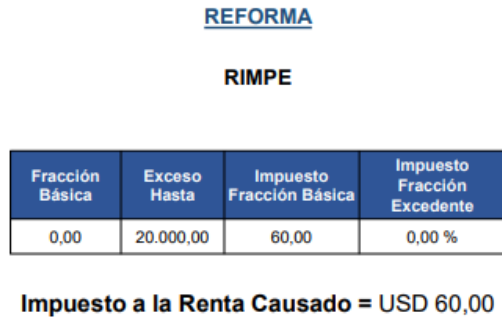 REFORMA
RIMPE
Fracción Básica
Exceso Hasta
Impuesto Fracción Básica
Impuesto Fracción Excedente
0,00
20.000,00
60,00
0,00 %
Impuesto a la Renta Causado = USD 60,00